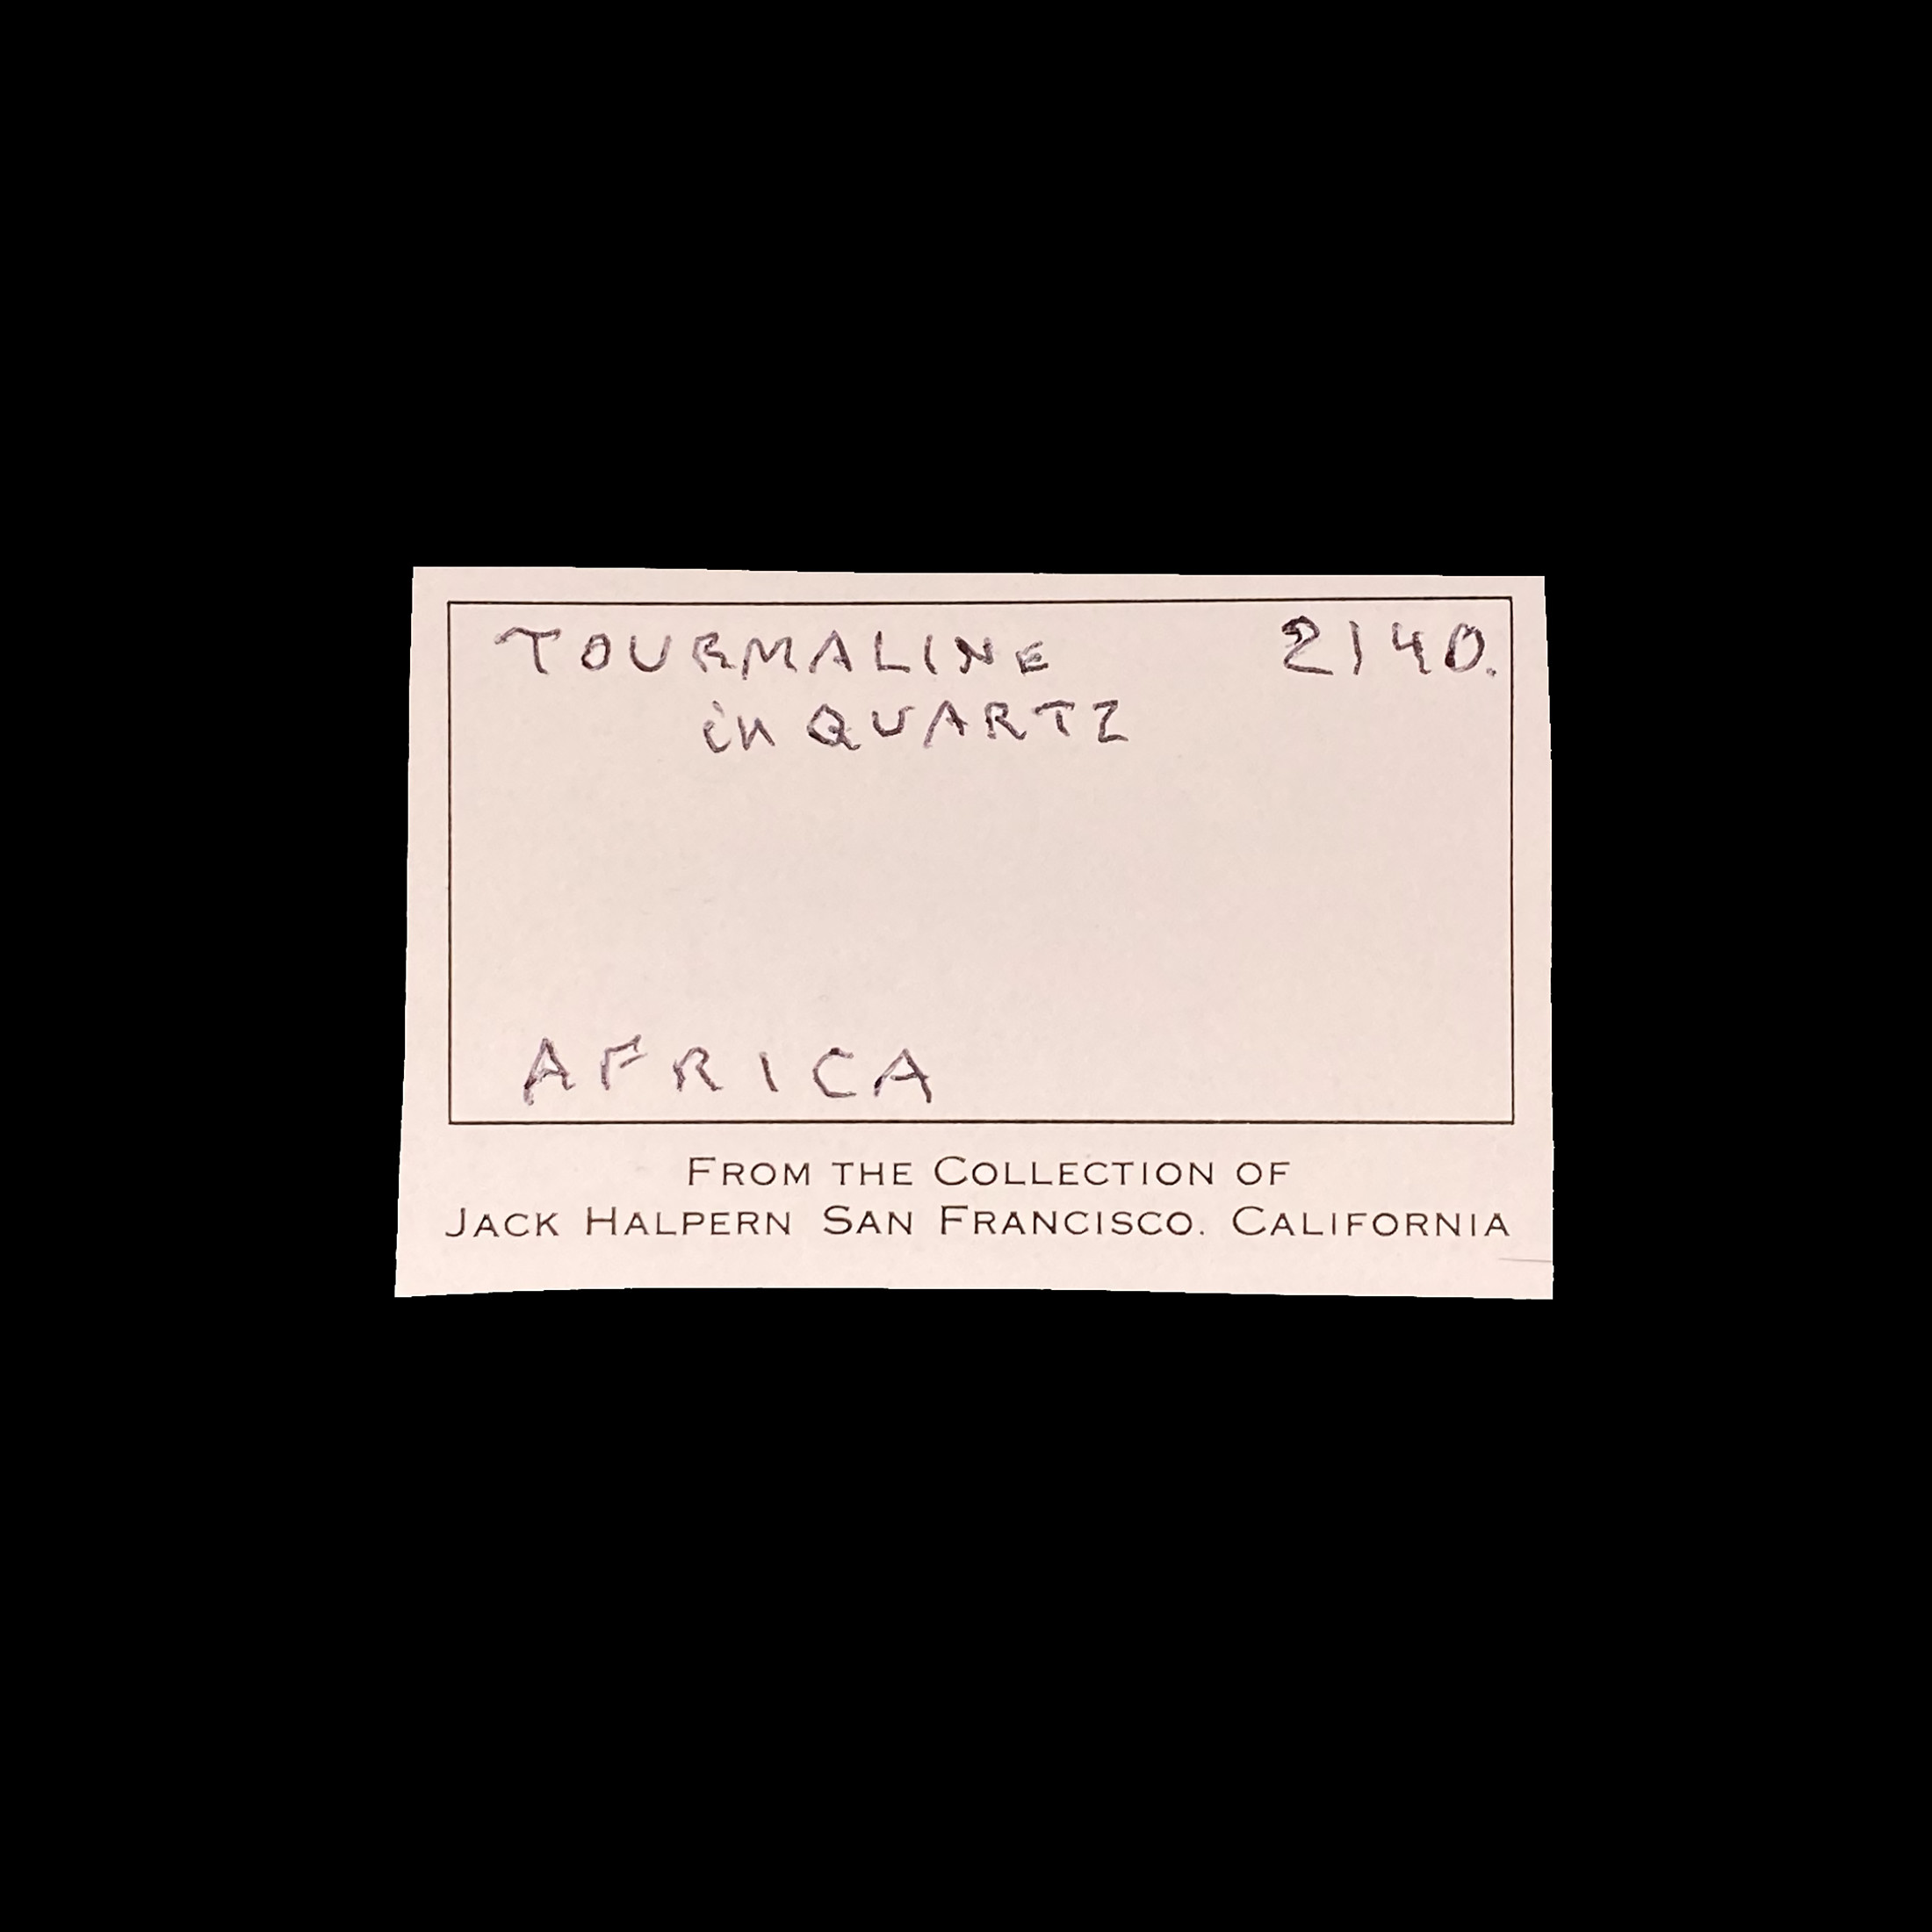 TOURMALINE 2140.
in QUARTZ
AFRICA
FROM THE COLLECTION OF
JACK HALPERN SAN FRANCISCO. CALIFORNIA